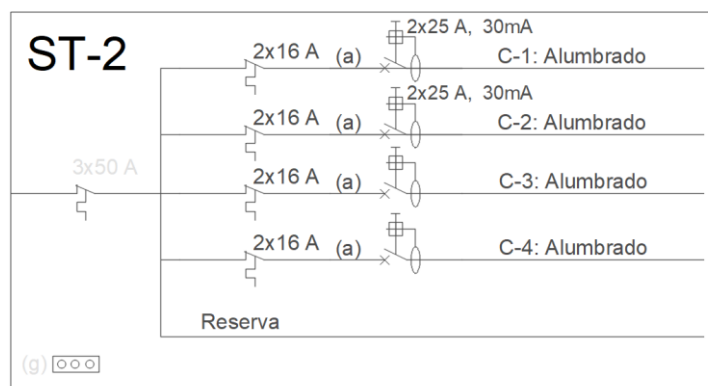 ST-2
2x25 A, 30mA
2x16 A (a) C-1: Alumbrado
2x25 A, 30mA
2x16 A (a) C-2: Alumbrado
3x50 A
2x16 A (a) C-3: Alumbrado
2x16 A (a) C-4: Alumbrado
Reserva
(g)